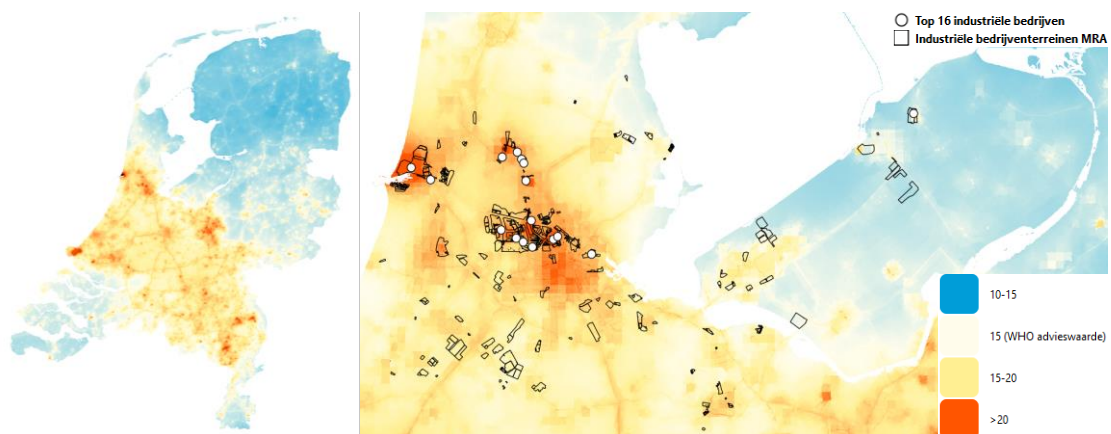 Top 16 industriële bedrijven
Industriële bedrijventerreinen MRA
10-15
15 (WHO advieswaarde)
15-20
>20